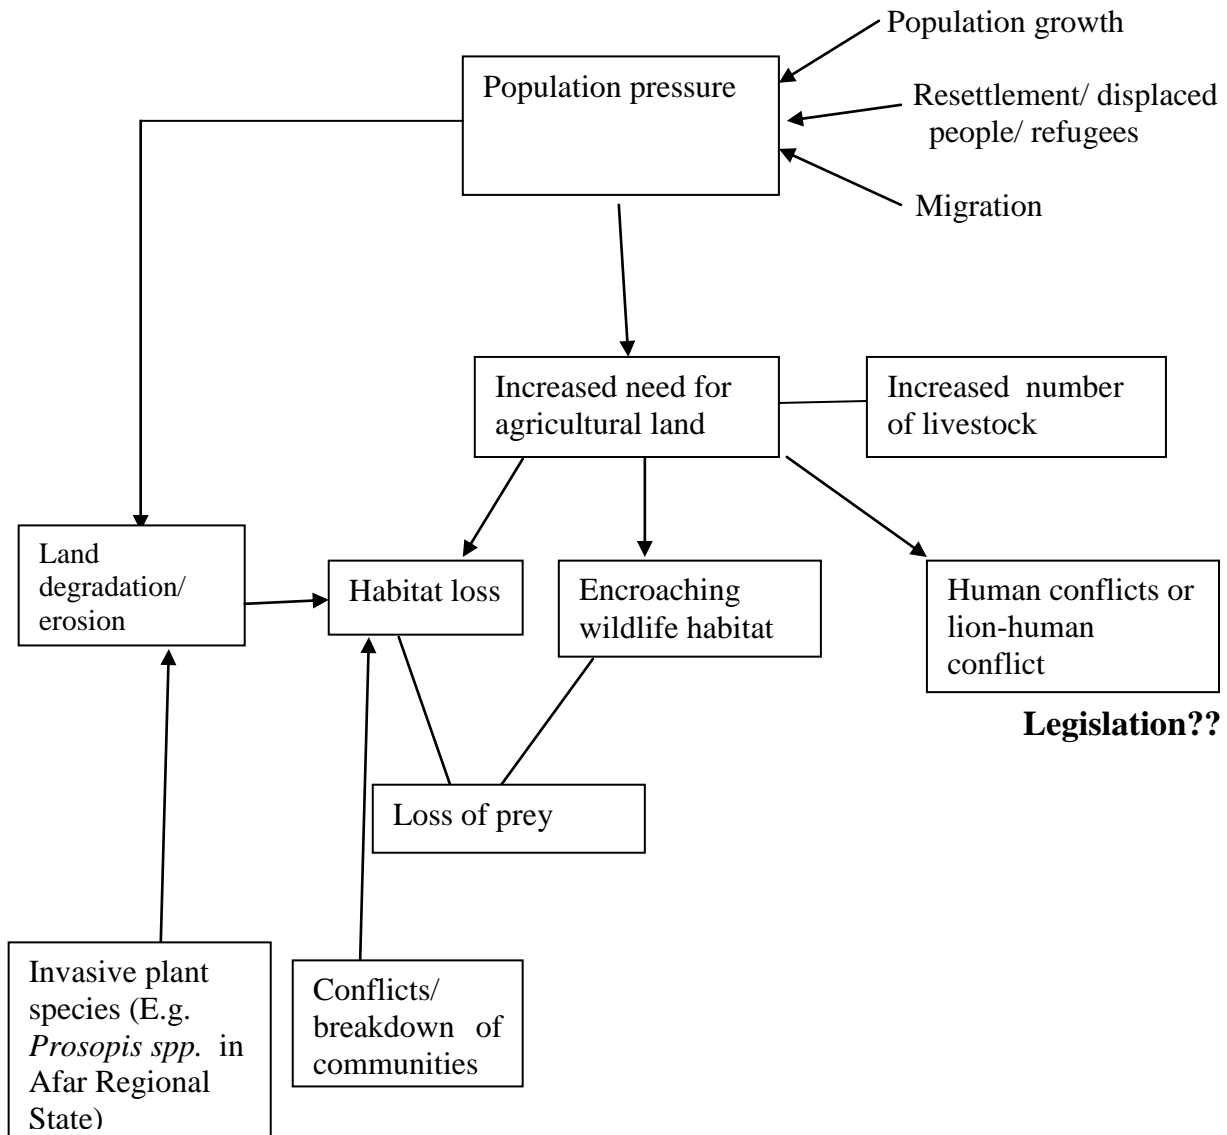 Population growth
Population pressure
Resettlement/ displaced
people/ refugees
Migration
Increased need for
agricultural land
Increased number
of livestock
Land
degradation/
erosion
Habitat loss
Encroaching
wildlife habitat
Human conflicts or
lion-human
conflict
Legislation??
Loss of prey
Invasive plant
species (E.g.
Prosopis spp. in
Afar Regional
State)
Conflicts/
breakdown of
communities